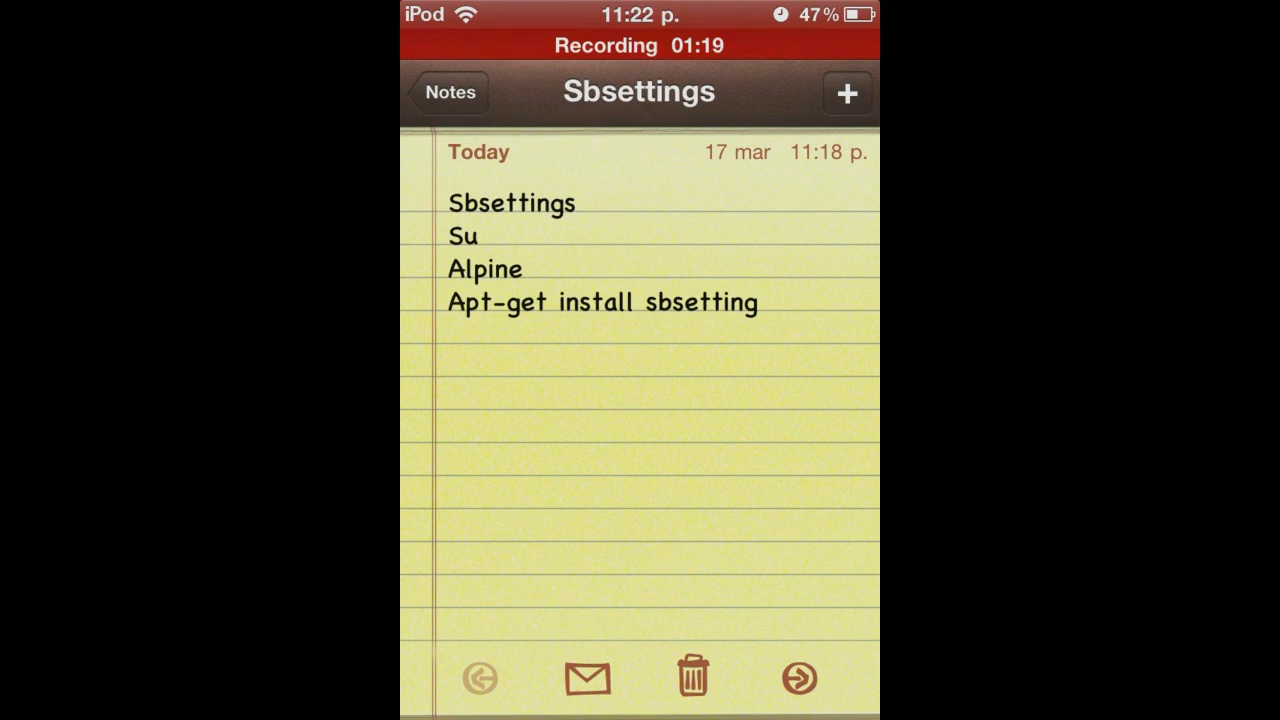 iPod 11:22 p. 47%
Recording 01:19
Notes Sbsettings +
Today 17 mar 11:18 p.
Sbsettings
Su
Alpine
Apt-get install sbsetting